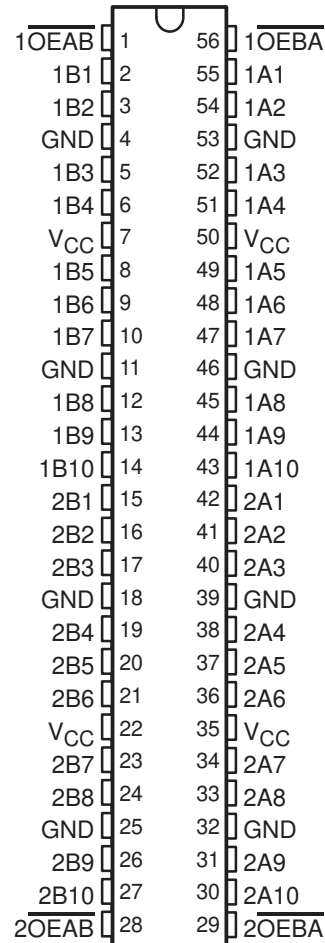 1OEAB 1 56 1OEBA
1B1 2 55 1A1
1B2 3 54 1A2
GND 4 53 GND
1B3 5 52 1A3
1B4 6 51 1A4
VCC 7 50 VCC
1B5 8 49 1A5
1B6 9 48 1A6
1B7 10 47 1A7
GND 11 46 GND
1B8 12 45 1A8
1B9 13 44 1A9
1B10 14 43 1A10
2B1 15 42 2A1
2B2 16 41 2A2
2B3 17 40 2A3
GND 18 39 GND
2B4 19 38 2A4
2B5 20 37 2A5
2B6 21 36 2A6
VCC 22 35 VCC
2B7 23 34 2A7
2B8 24 33 2A8
GND 25 32 GND
2B9 26 31 2A9
2B10 27 30 2A10
2OEAB 28 29 2OEBA